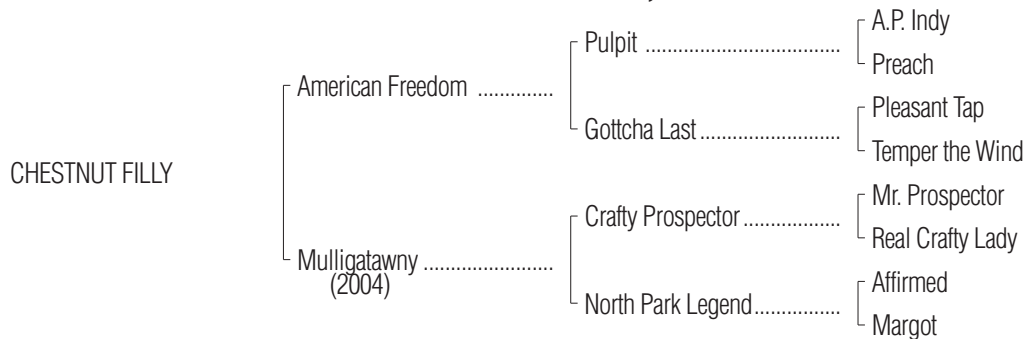 A.P. Indy
Pulpit ........................................
Preach
American Freedom ...............
Pleasant Tap
Gottcha Last .............................
Temper the Wind
CHESTNUT FILLY
Mr. Prospector
Crafty Prospector ....................
Real Crafty Lady
Mulligatawny ..........................
(2004)
Affirmed
North Park Legend..................
Margot